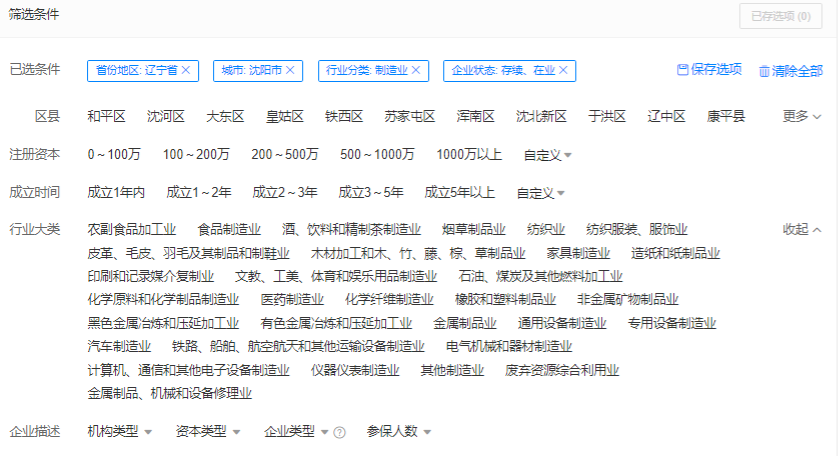 筛选条件 已存选项 (0)
已选条件 省份地区: 辽宁省 × 城市: 沈阳市 × 行业分类: 制造业 × 企业状态: 存续、在业 × 保存选项 清除全部
区县 和平区 沈河区 大东区 皇姑区 铁西区 苏家屯区 浑南区 沈北新区 于洪区 辽中区 康平县 更多
注册资本 0～100万 100～200万 200～500万 500～1000万 1000万以上 自定义
成立时间 成立1年内 成立1～2年 成立2～3年 成立3～5年 成立5年以上 自定义
行业大类 农副食品加工业 食品制造业 酒、饮料和精制茶制造业 烟草制品业 纺织业 纺织服装、服饰业 收起
皮革、毛皮、羽毛及其制品和制鞋业 木材加工和木、竹、藤、棕、草制品业 家具制造业 造纸和纸制品业
印刷和记录媒介复制业 文教、工美、体育和娱乐用品制造业 石油、煤炭及其他燃料加工业
化学原料和化学制品制造业 医药制造业 化学纤维制造业 橡胶和塑料制品业 非金属矿物制品业
黑色金属冶炼和压延加工业 有色金属冶炼和压延加工业 金属制品业 通用设备制造业 专用设备制造业
汽车制造业 铁路、船舶、航空航天和其他运输设备制造业 电气机械和器材制造业
计算机、通信和其他电子设备制造业 仪器仪表制造业 其他制造业 废弃资源综合利用业
金属制品、机械和设备修理业
企业描述 机构类型 资本类型 企业类型 ? 参保人数